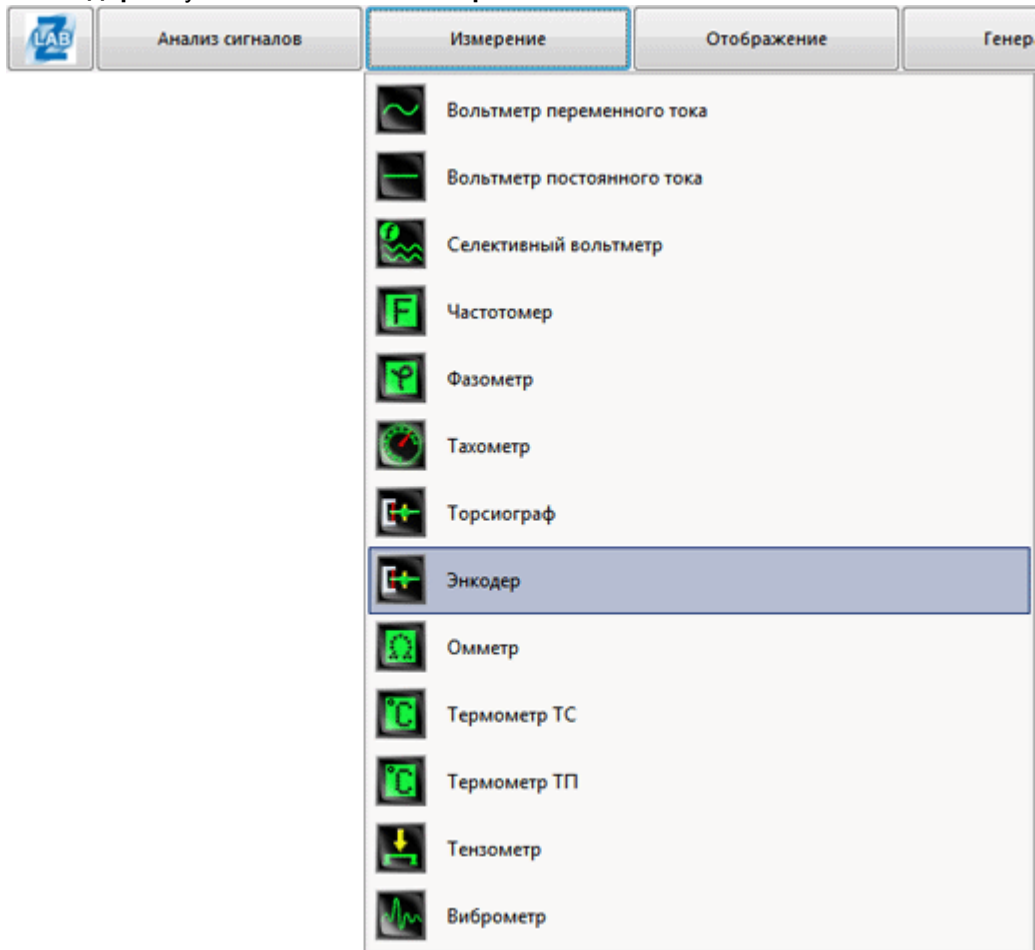 ZLAB Анализ сигналов Измерение Отображение Генер
Вольтметр переменного тока
Вольтметр постоянного тока
f Селективный вольтметр
F Частотомер
φ Фазометр
Тахометр
Торсиограф
Энкодер
Ω Омметр
°C Термометр ТС
°C Термометр ТП
Тензометр
Виброметр